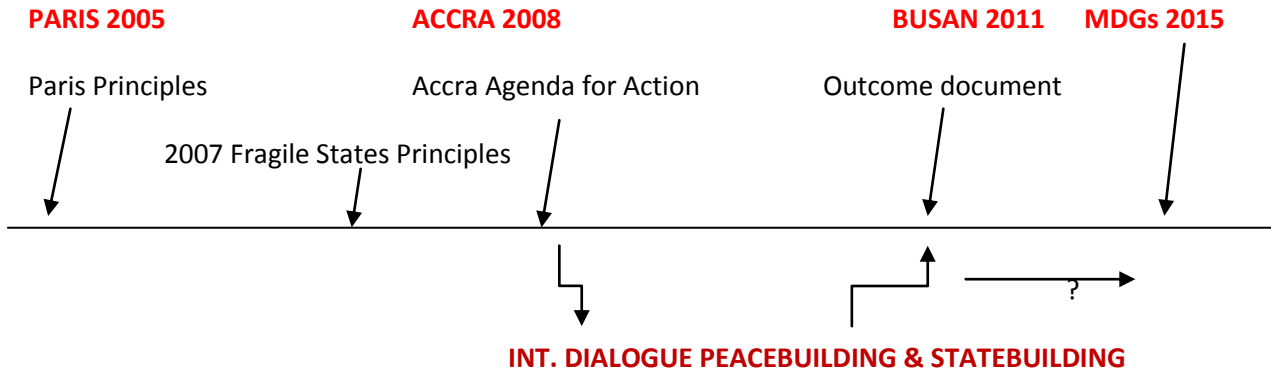 PARIS 2005 ACCRA 2008 BUSAN 2011 MDGs 2015
Paris Principles Accra Agenda for Action Outcome document
2007 Fragile States Principles
?
INT. DIALOGUE PEACEBUILDING & STATEBUILDING